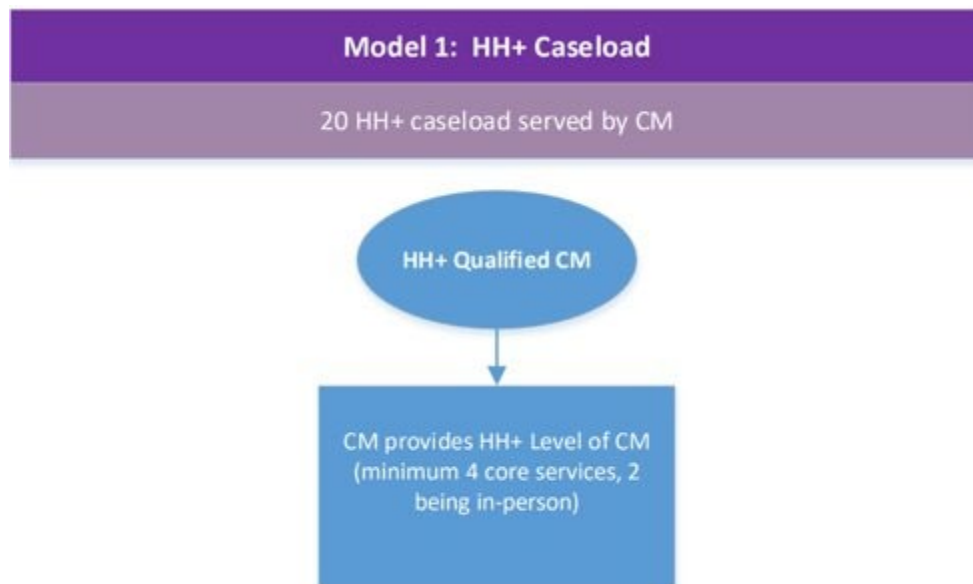 Model 1: HH+ Caseload
20 HH+ caseload served by CM
HH+ Qualified CM
CM provides HH+ Level of CM
(minimum 4 core services, 2
being in-person)